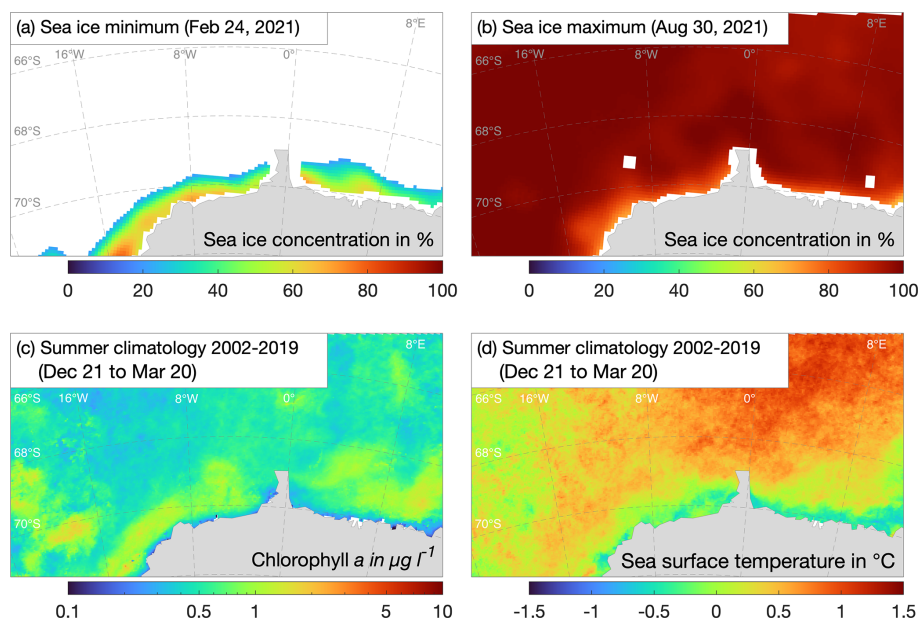 (a) Sea ice minimum (Feb 24, 2021)
8°E
16°W
8°W
0°
66°S
68°S
70°S
Sea ice concentration in %
0 20 40 60 80 100
(b) Sea ice maximum (Aug 30, 2021)
8°E
16°W
8°W
0°
66°S
68°S
70°S
Sea ice concentration in %
0 20 40 60 80 100
(c) Summer climatology 2002-2019
(Dec 21 to Mar 20)
8°E
66°S 16°W 8°W 0°
68°S
70°S
Chlorophyll a in µg l⁻¹
0.1 0.5 1 5 10
(d) Summer climatology 2002-2019
(Dec 21 to Mar 20)
8°E
66°S 16°W 8°W 0°
68°S
70°S
Sea surface temperature in °C
-1.5 -1 -0.5 0 0.5 1 1.5